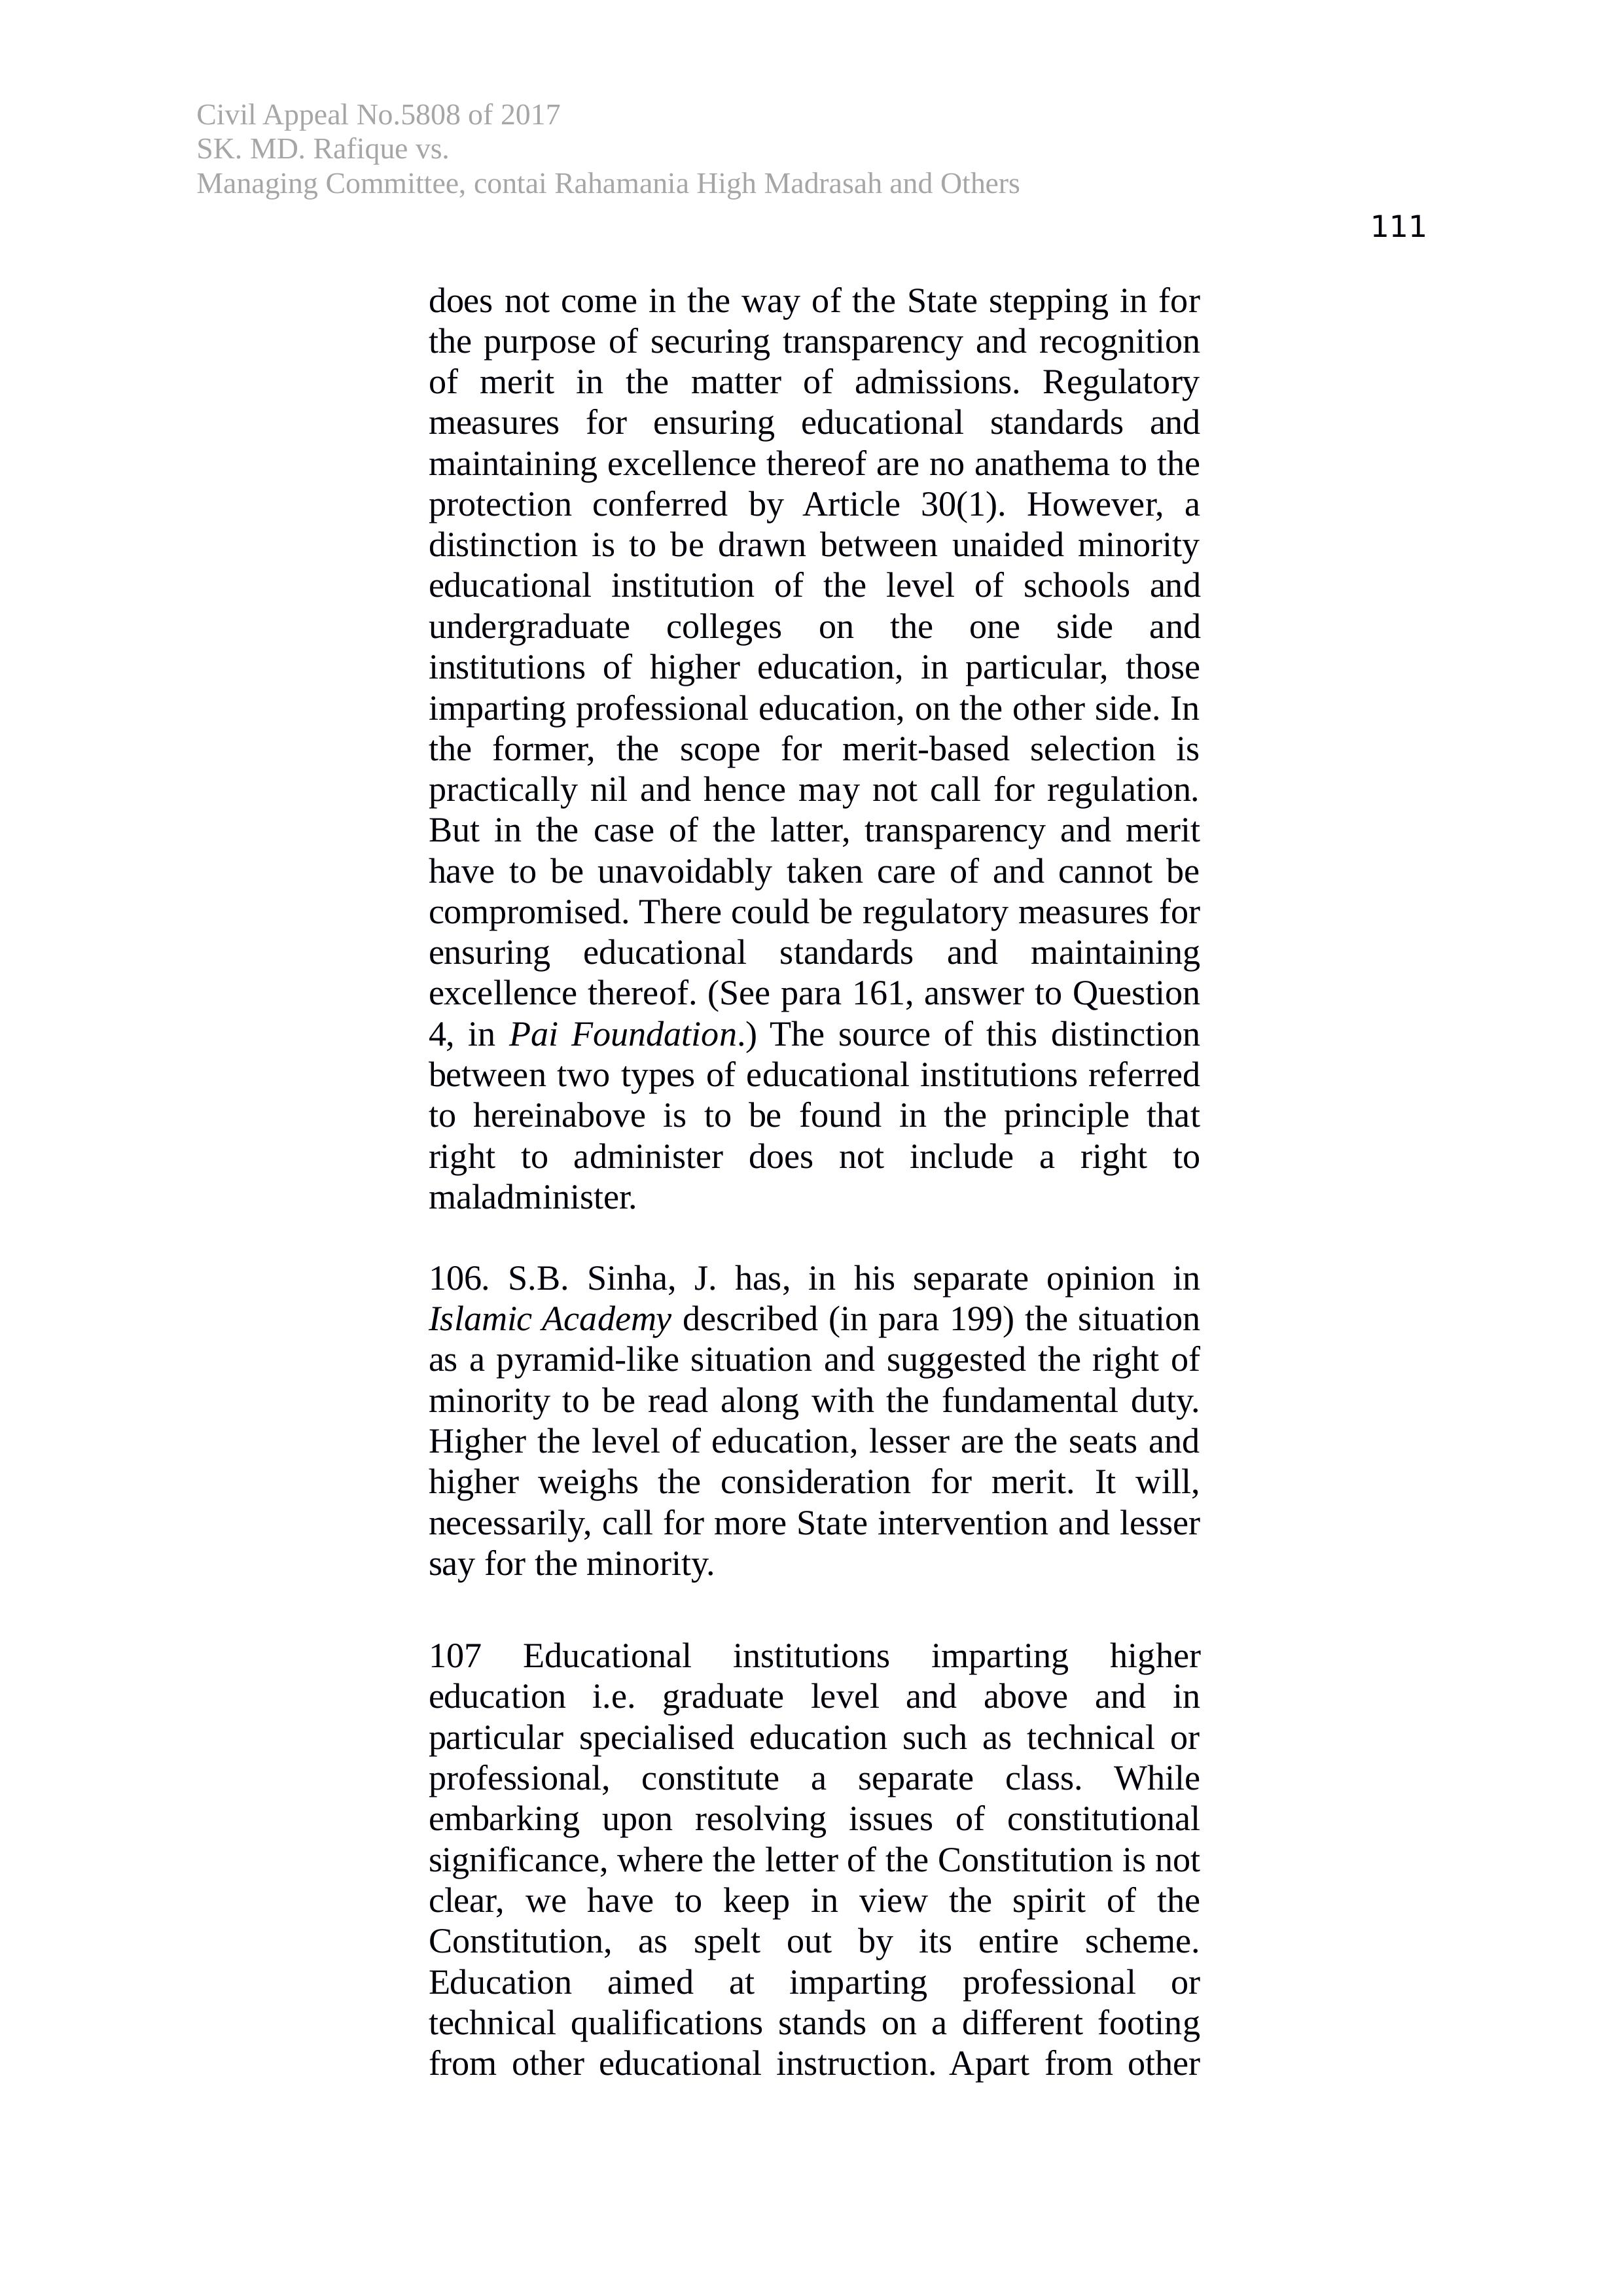 Civil Appeal No.5808 of 2017
SK. MD. Rafique vs.
Managing Committee, contai Rahamania High Madrasah and Others
111
does not come in the way of the State stepping in for
the purpose of securing transparency and recognition
of merit in the matter of admissions. Regulatory
measures for ensuring educational standards and
maintaining excellence thereof are no anathema to the
protection conferred by Article 30(1). However, a
distinction is to be drawn between unaided minority
educational institution of the level of schools and
undergraduate colleges on the one side and
institutions of higher education, in particular, those
imparting professional education, on the other side. In
the former, the scope for merit-based selection is
practically nil and hence may not call for regulation.
But in the case of the latter, transparency and merit
have to be unavoidably taken care of and cannot be
compromised. There could be regulatory measures for
ensuring educational standards and maintaining
excellence thereof. (See para 161, answer to Question
4, in Pai Foundation.) The source of this distinction
between two types of educational institutions referred
to hereinabove is to be found in the principle that
right to administer does not include a right to
maladminister.
106. S.B. Sinha, J. has, in his separate opinion in
Islamic Academy described (in para 199) the situation
as a pyramid-like situation and suggested the right of
minority to be read along with the fundamental duty.
Higher the level of education, lesser are the seats and
higher weighs the consideration for merit. It will,
necessarily, call for more State intervention and lesser
say for the minority.
107 Educational institutions imparting higher
education i.e. graduate level and above and in
particular specialised education such as technical or
professional, constitute a separate class. While
embarking upon resolving issues of constitutional
significance, where the letter of the Constitution is not
clear, we have to keep in view the spirit of the
Constitution, as spelt out by its entire scheme.
Education aimed at imparting professional or
technical qualifications stands on a different footing
from other educational instruction. Apart from other